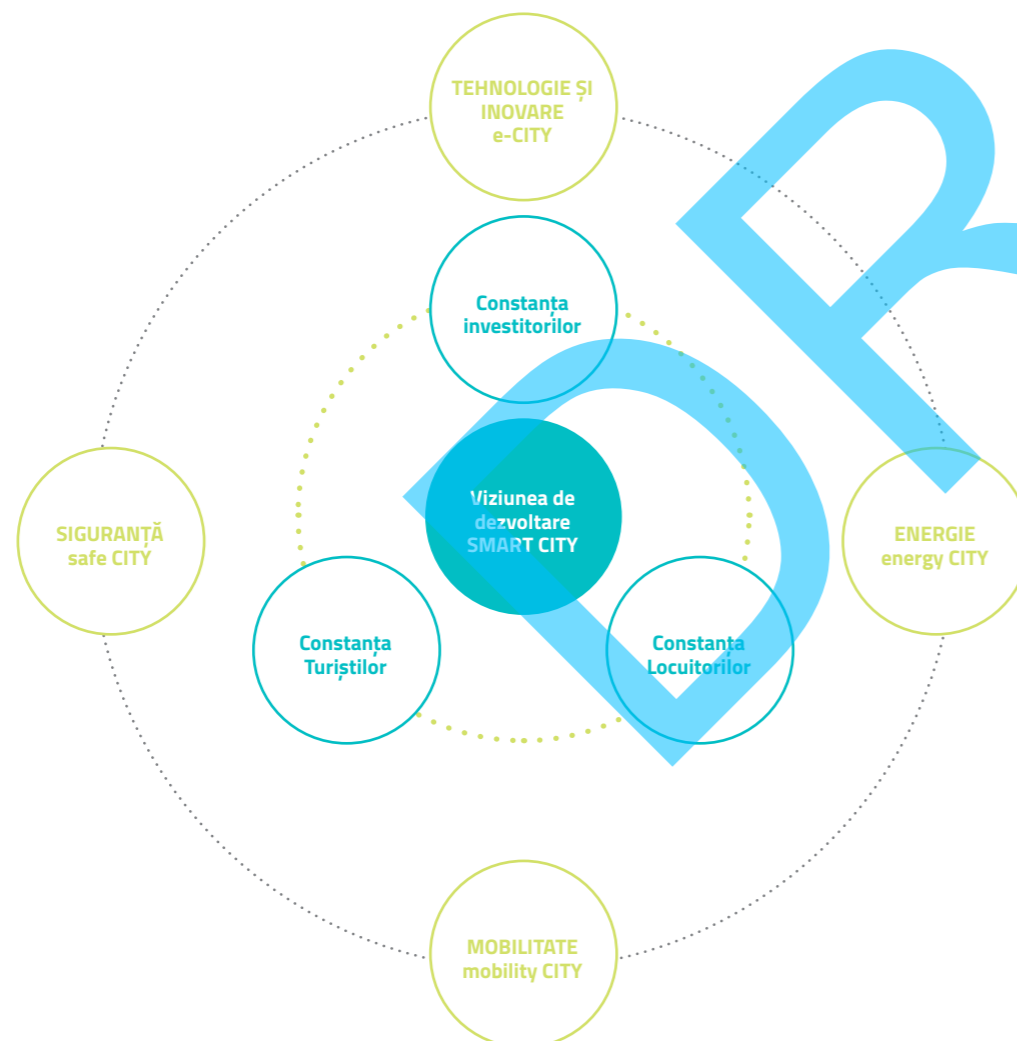 TEHNOLOGIE ȘI
INOVARE
e-CITY
Constanța
investitorilor
Viziunea de
dezvoltare
SMART CITY
SIGURANȚĂ
safe CITY
ENERGIE
energy CITY
Constanța
Turiștilor
Constanța
Locuitorilor
MOBILITATE
mobility CITY
DR